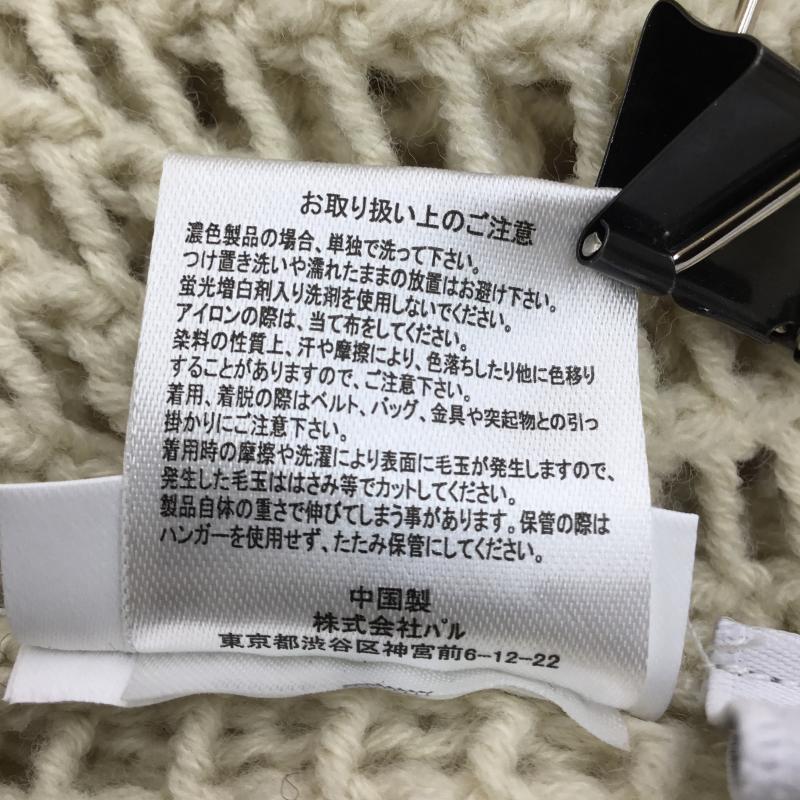 お取り扱い上のご注意
濃色製品の場合、単独で洗って下さい。
つけ置き洗いや濡れたままの放置はお避け下さい。
蛍光増白剤入り洗剤を使用しないでください。
アイロンの際は、当て布をしてください。
染料の性質上、汗や摩擦により、色落ちしたり他に色移り
することがありますので、ご注意下さい。
着用、着脱の際はベルト、バッグ、金具や突起物との引っ
掛かりにご注意下さい。
着用時の摩擦や洗濯により表面に毛玉が発生しますので、
発生した毛玉ははさみ等でカットしてください。
製品自体の重さで伸びてしまう事があります。保管の際は
ハンガーを使用せず、たたみ保管にしてください。
中国製
株式会社パル
東京都渋谷区神宮前6-12-22